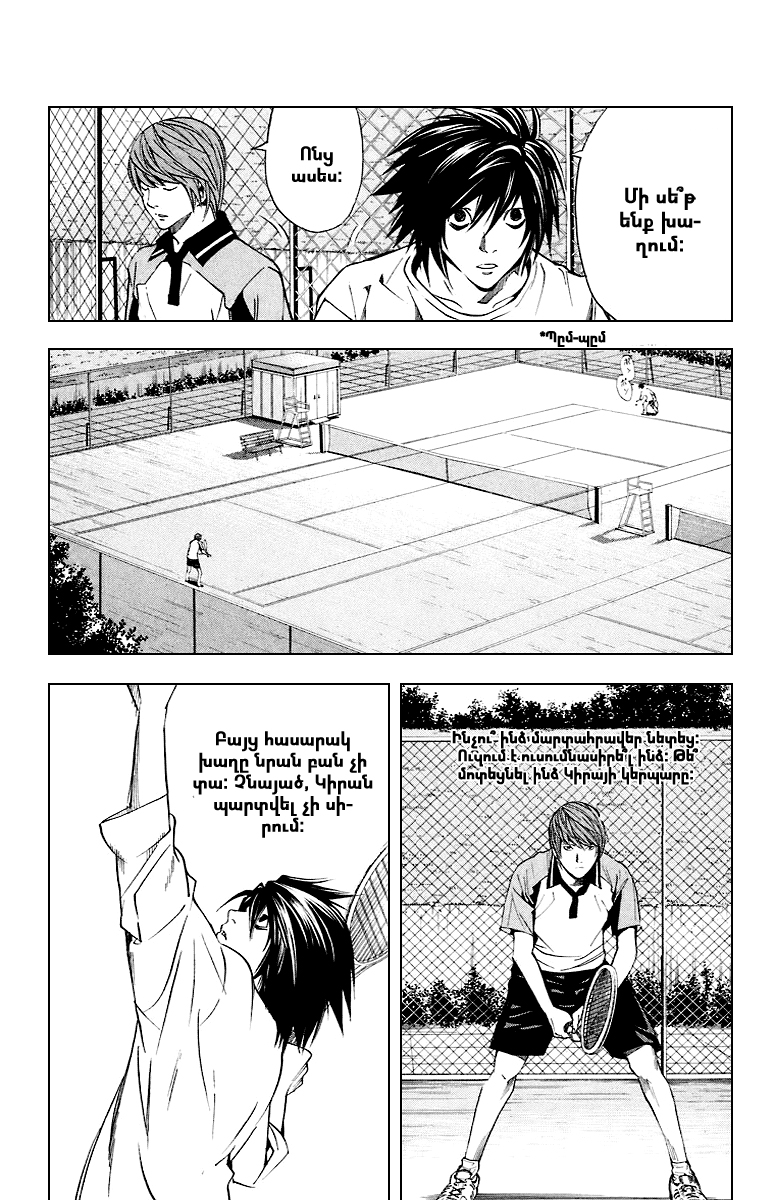 Մի սե՞թ
ենք խա-
ղում:
Ոնց
ասես:
*Պըմ-պըմ
Ինչու՞ ինձ մարտահրավեր նետեց:
Ուզում է ուսումնասիրե՞լ ինձ: Թե՞
մոտեցնել ինձ Կիրայի կերպարը:
Բայց հասարակ
խաղը նրան բան չի
տա: Չնայած, Կիրան
պարտվել չի սի-
րում: